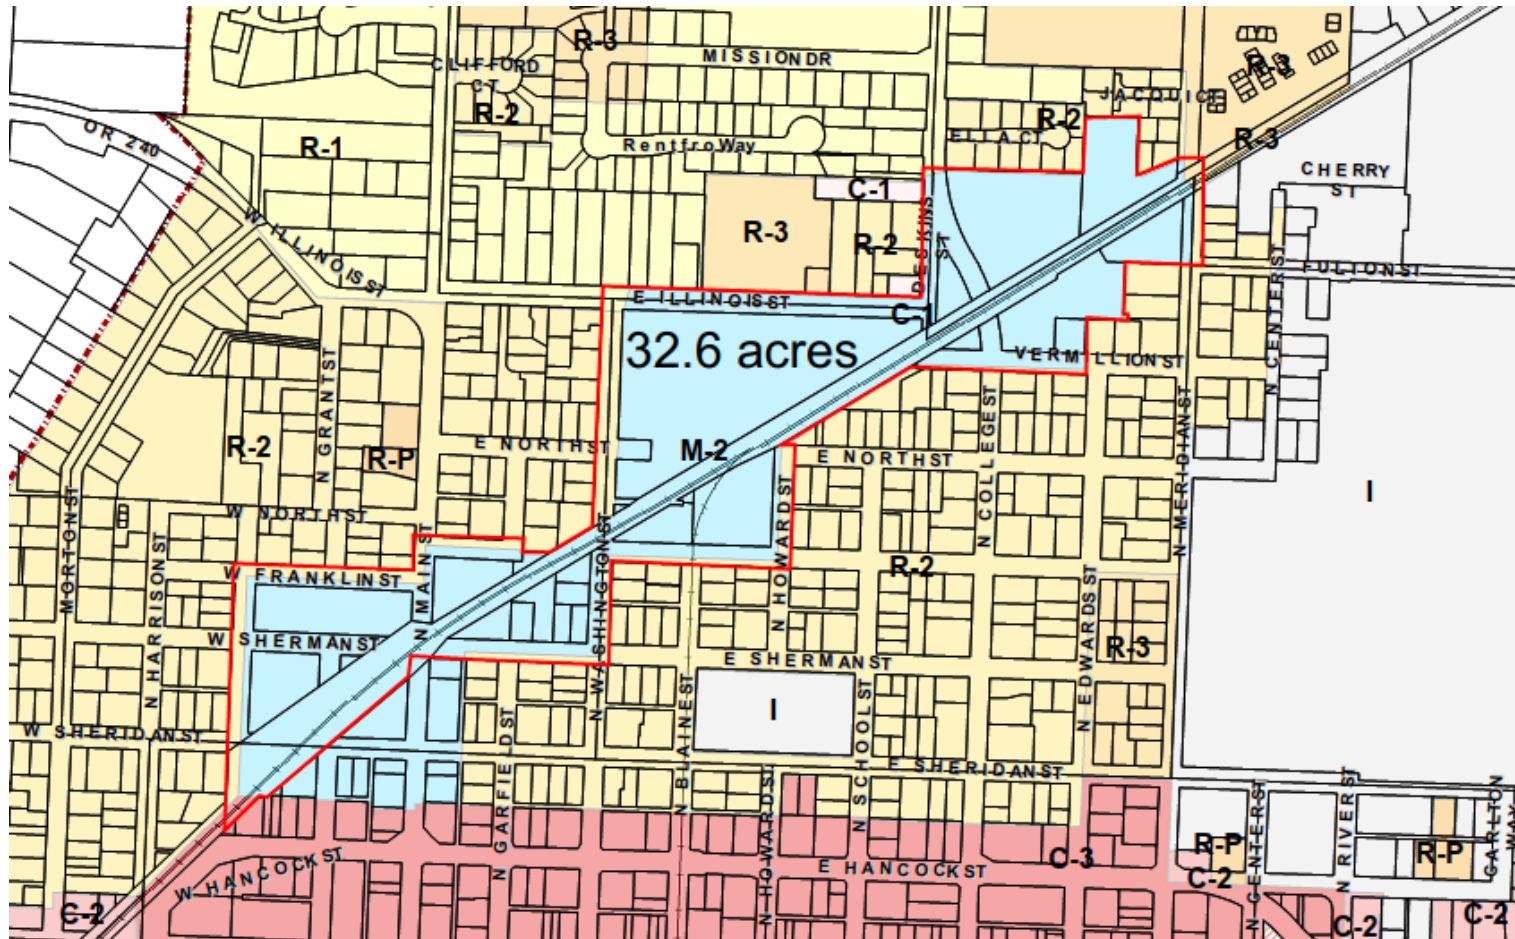 R-3
MISSION DR
CLIFFORD
CT
R-2
R-3
JACQUI CT
R-2
ELLA CT
R-3
OR 240
R-1
Rentfro Way
CHERRY
ST
C-1
R-3
R-2
DESKINS
ST
W ILLINOIS ST
E ILLINOIS ST
C-1
FULTON ST
32.6 acres
VERMILLION ST
N CENTER ST
N GRANT ST
N COLLEGE ST
N MERIDIAN ST
R-2
R-P
E NORTH ST
M-2
E NORTH ST
I
MORTON ST
W NORTH ST
N HARRISON ST
N MAIN ST
N WASHINGTON ST
N HOWARD ST
W FRANKLIN ST
R-2
W SHERMAN ST
E SHERMAN ST
N EDWARDS ST
R-3
I
W SHERIDAN ST
N GARFIELD ST
N BLAINE ST
N HOWARD ST
N SCHOOL ST
E SHERIDAN ST
W HANCOCK ST
E HANCOCK ST
C-3
R-P
C-2
N CENTER ST
N RIVER ST
R-P
CARLTON
WAY
C-2
C-2
C-2